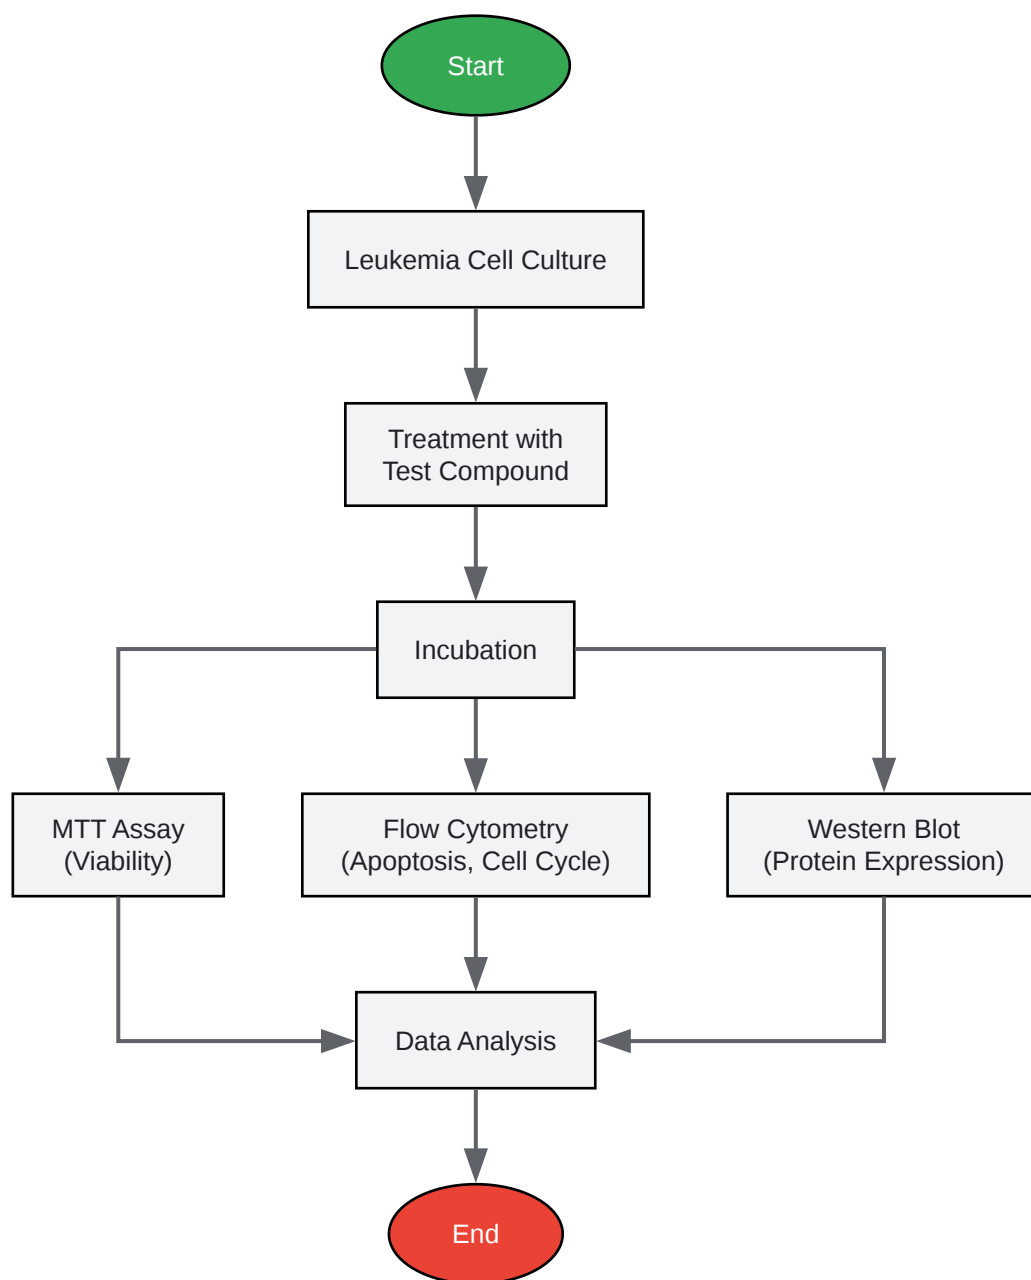 Start
Leukemia Cell Culture
Treatment with
Test Compound
Incubation
MTT Assay
(Viability)
Flow Cytometry
(Apoptosis, Cell Cycle)
Western Blot
(Protein Expression)
Data Analysis
End